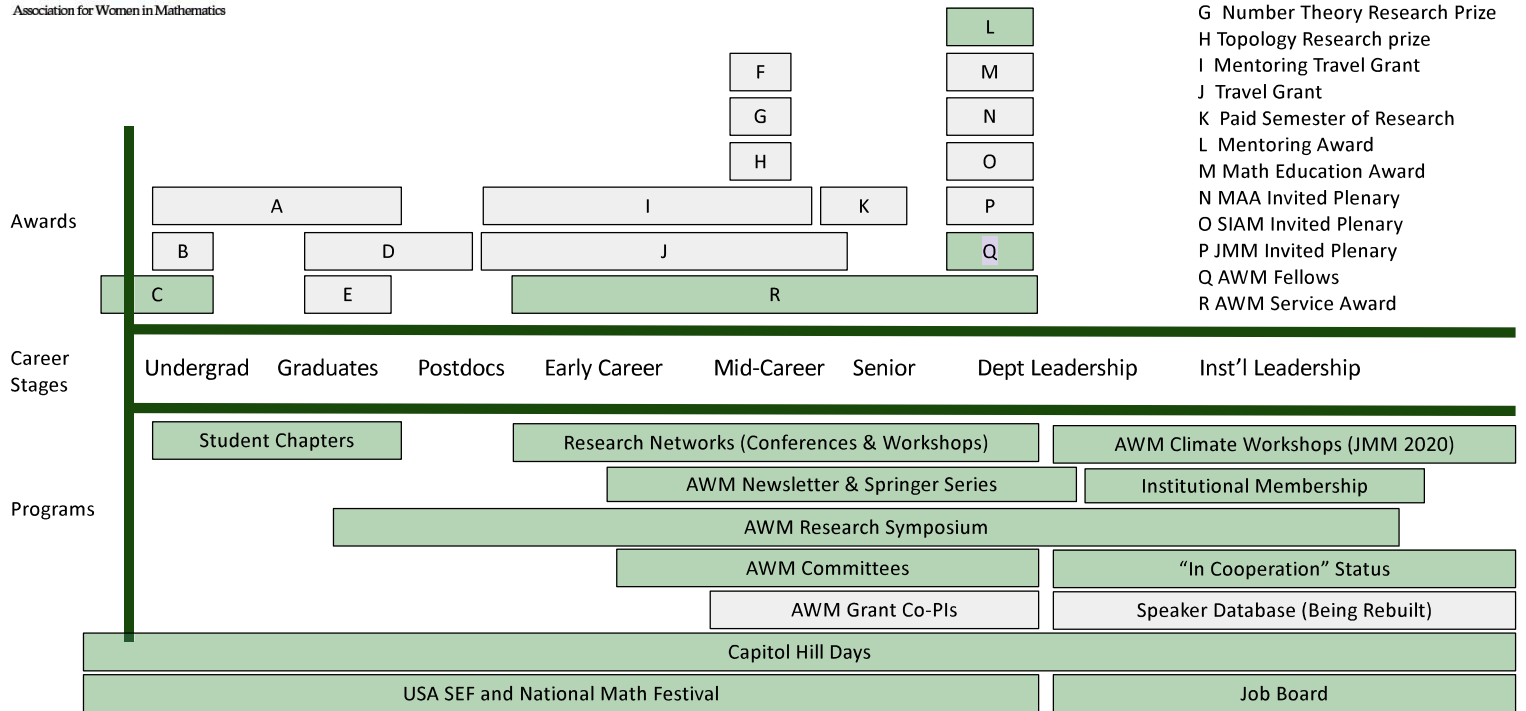 Association for Women in Mathematics
G Number Theory Research Prize
H Topology Research prize
I Mentoring Travel Grant
J Travel Grant
K Paid Semester of Research
L Mentoring Award
M Math Education Award
N MAA Invited Plenary
O SIAM Invited Plenary
P JMM Invited Plenary
Q AWM Fellows
R AWM Service Award
L
F
M
G
N
H
O
Awards
A
I
K
P
B
D
J
Q
C
E
R
Career
Stages
Undergrad
Graduates
Postdocs
Early Career
Mid-Career
Senior
Dept Leadership
Inst’l Leadership
Programs
Student Chapters
Research Networks (Conferences & Workshops)
AWM Climate Workshops (JMM 2020)
AWM Newsletter & Springer Series
Institutional Membership
AWM Research Symposium
AWM Committees
“In Cooperation” Status
AWM Grant Co-PIs
Speaker Database (Being Rebuilt)
Capitol Hill Days
USA SEF and National Math Festival
Job Board